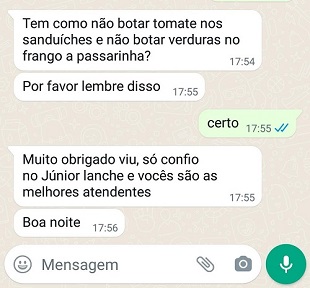 Tem como não botar tomate nos
sanduíches e não botar verduras no
frango a passarinha?
17:54
Por favor lembre disso 17:55
certo 17:55
Muito obrigado viu, só confio
no Júnior lanche e vocês são as
melhores atendentes
17:55
Boa noite 17:56
Mensagem